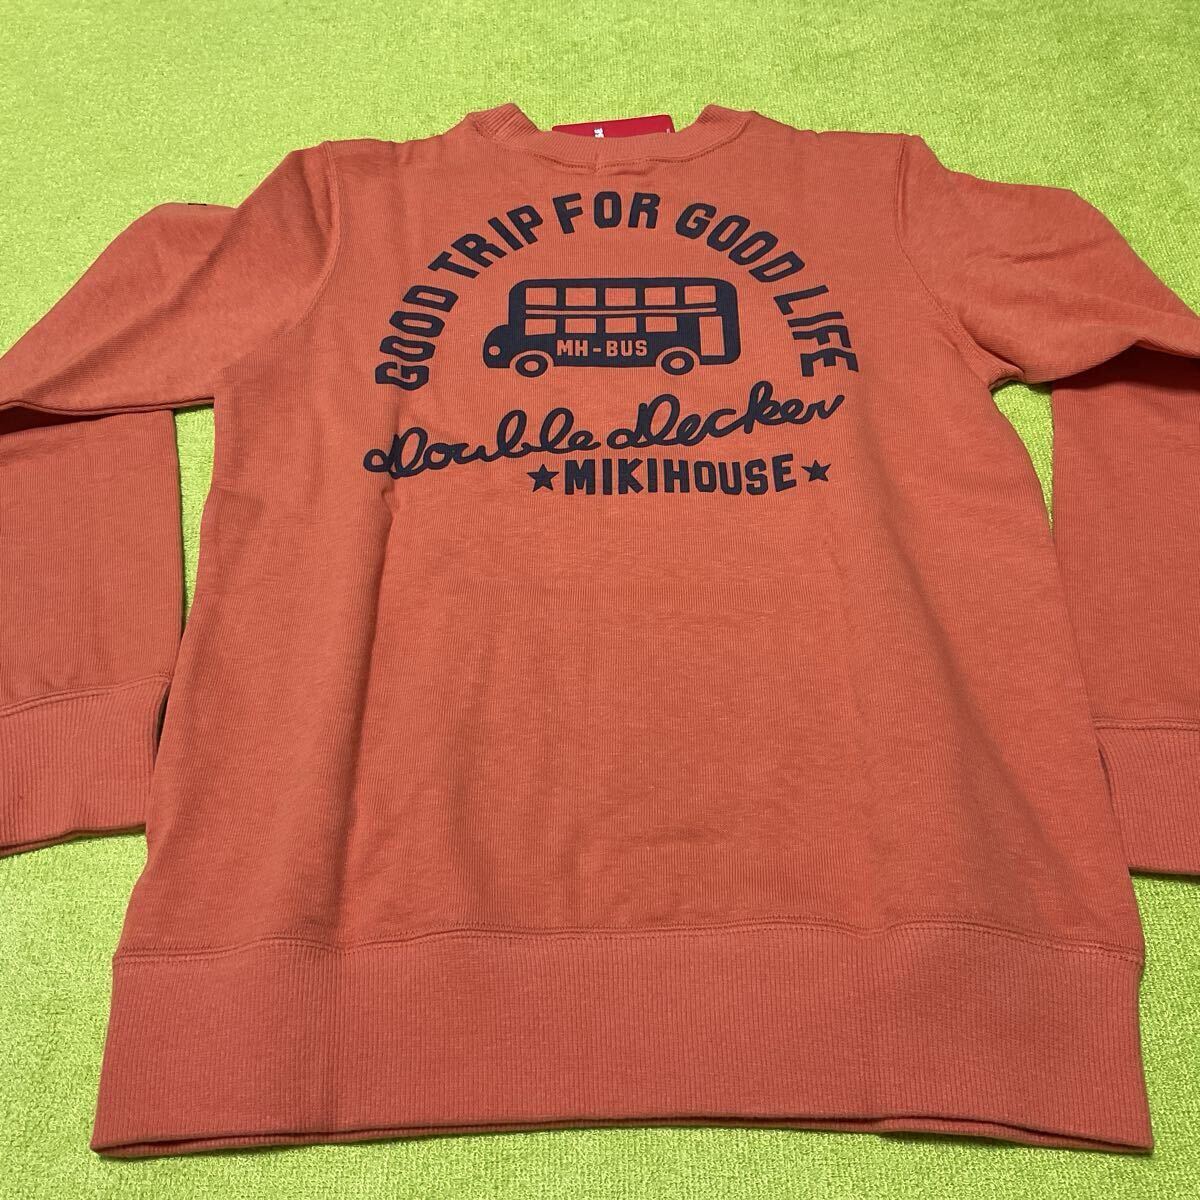 GOOD TRIP FOR GOOD LIFE
MH-BUS
Double Decker
★MIKIHOUSE★